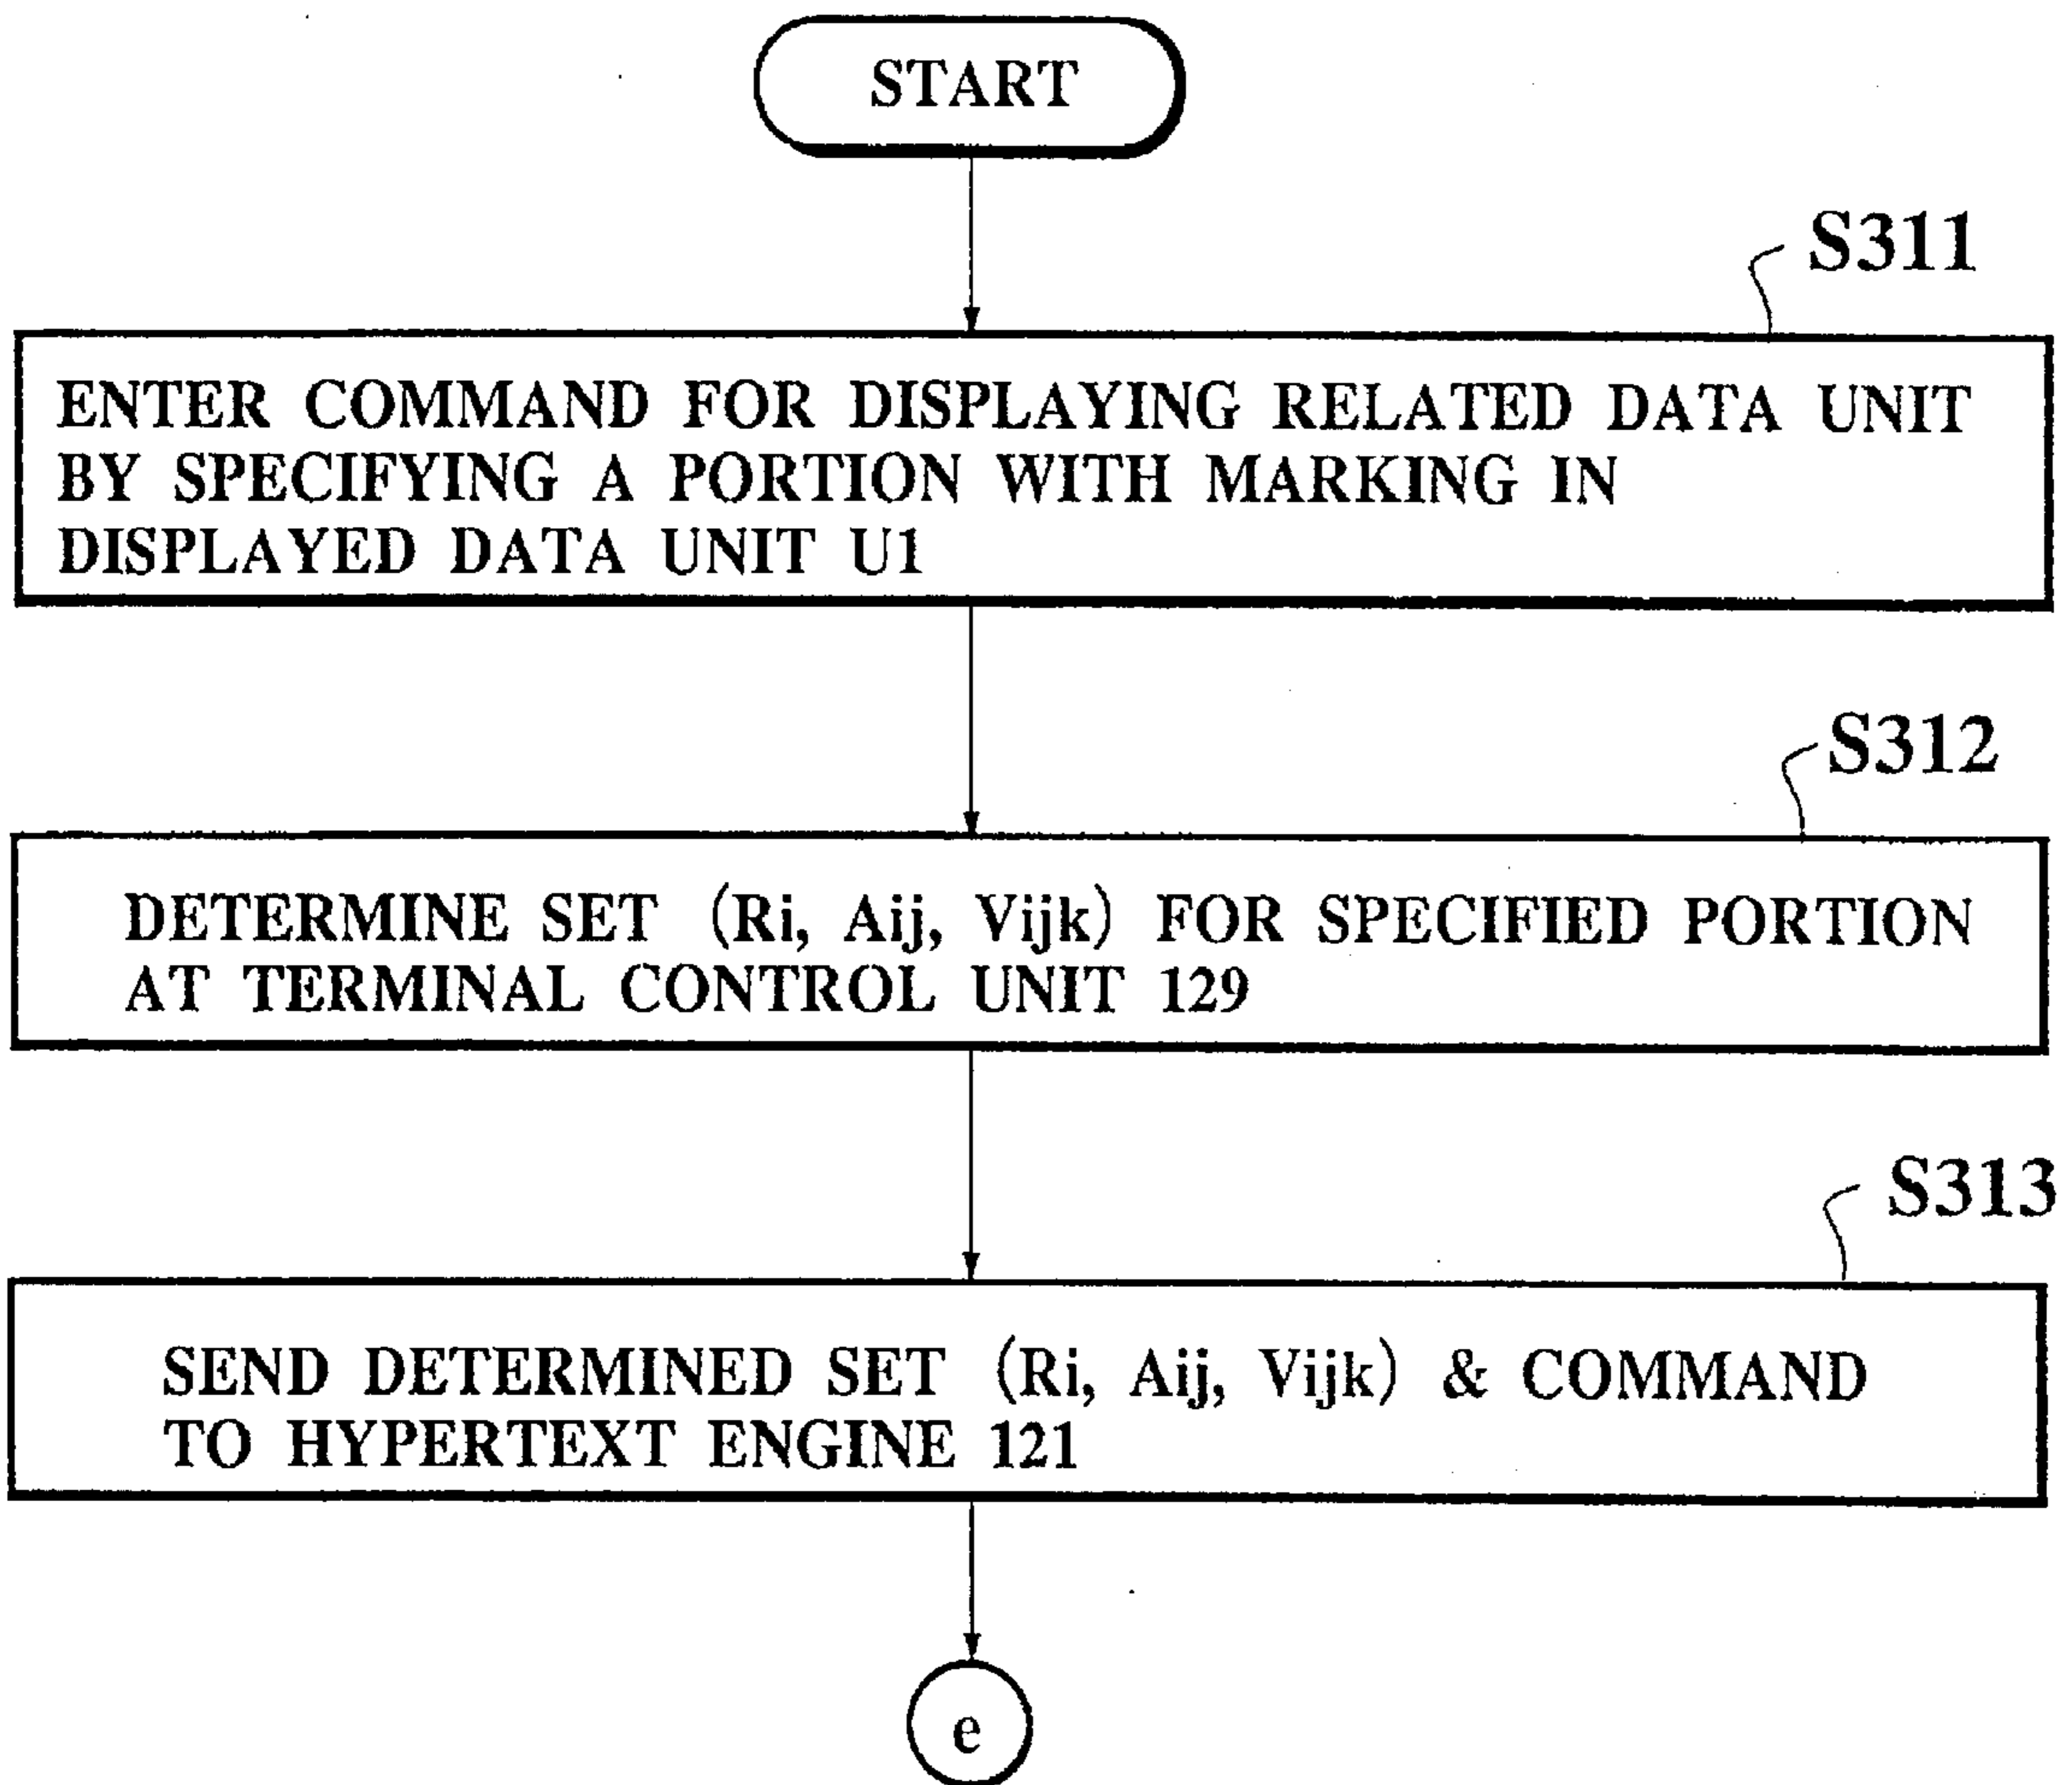 START
S311
ENTER COMMAND FOR DISPLAYING RELATED DATA UNIT
BY SPECIFYING A PORTION WITH MARKING IN
DISPLAYED DATA UNIT U1
S312
DETERMINE SET (Ri, Aij, Vijk) FOR SPECIFIED PORTION
AT TERMINAL CONTROL UNIT 129
S313
SEND DETERMINED SET (Ri, Aij, Vijk) & COMMAND
TO HYPERTEXT ENGINE 121
e